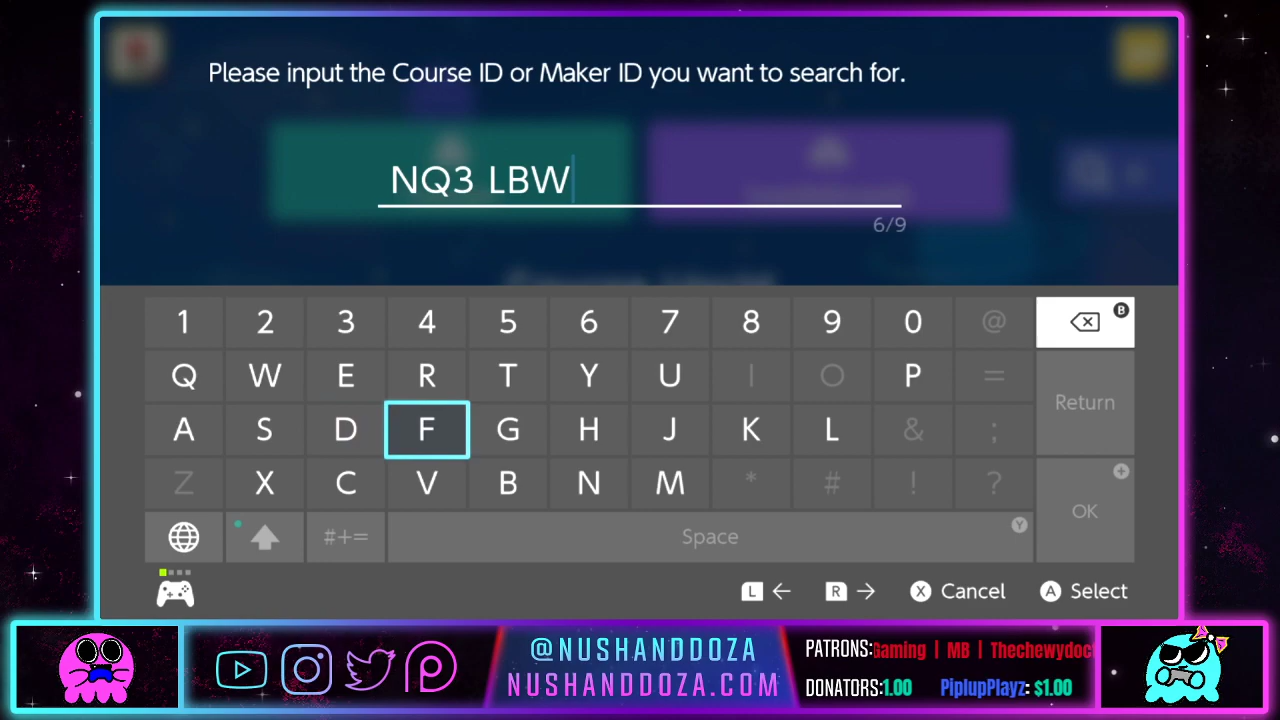 Please input the Course ID or Maker ID you want to search for.
NQ3 LBW
6/9
1 2 3 4 5 6 7 8 9 0 @ B
Q W E R T Y U I O P = Return
A S D F G H J K L & ;
Z X C V B N M * # ! ? + OK
#+= Space Y
L ← R → X Cancel A Select
@NUSHANDDOZA
NUSHANDDOZA.COM
PATRONS: Gaming | MB | Thechewydoct
DONATORS: 1.00 PiplupPlayz: $1.00